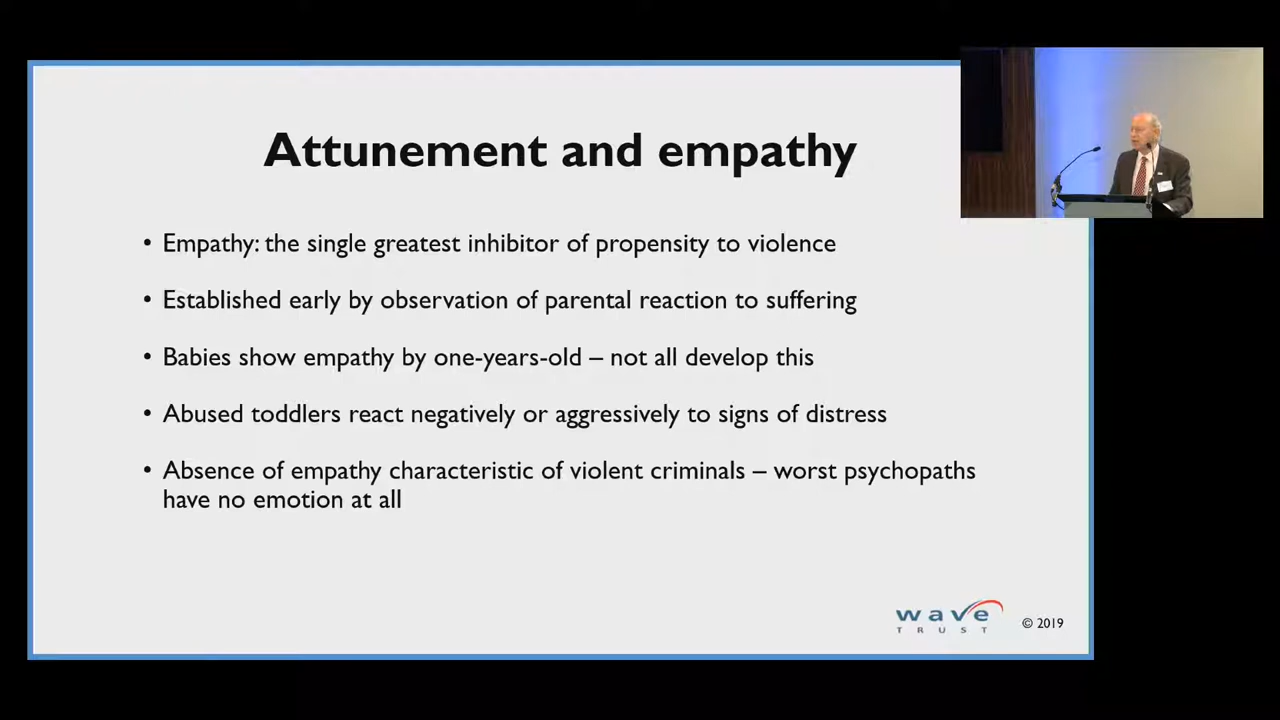 Attunement and empathy
• Empathy: the single greatest inhibitor of propensity to violence
• Established early by observation of parental reaction to suffering
• Babies show empathy by one-years-old – not all develop this
• Abused toddlers react negatively or aggressively to signs of distress
• Absence of empathy characteristic of violent criminals – worst psychopaths
have no emotion at all
wave
TRUST
© 2019